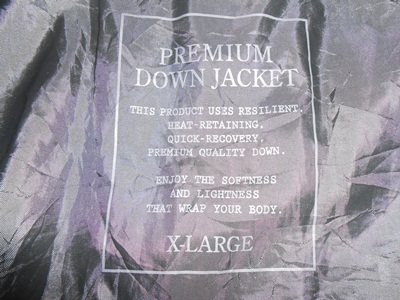 PREMIUM
DOWN JACKET
THIS PRODUCT USES RESILIENT.
HEAT-RETAINING.
QUICK-RECOVERY.
PREMIUM QUALITY DOWN.
ENJOY THE SOFTNESS
AND LIGHTNESS
THAT WRAP YOUR BODY.
X-LARGE